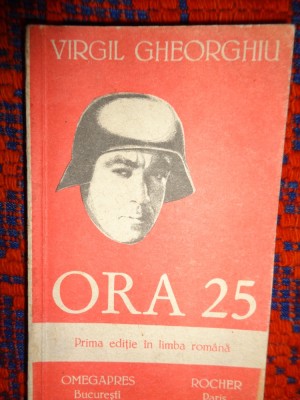 VIRGIL GHEORGHIU
ORA 25
Prima ediție în limba română
OMEGAPRES ROCHER
București Paris